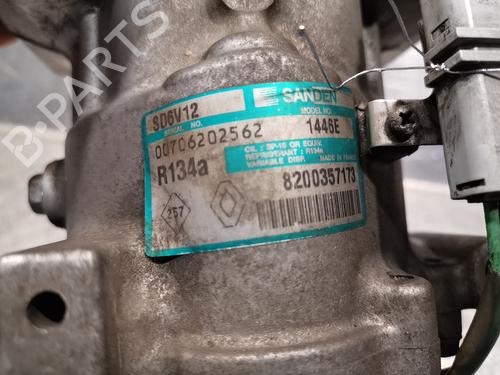 SD6V12
SANDEN
SERIAL NO.
MODEL NO.
00706202562
1446E
R134a
OIL : SP-10 OR EQUIV.
REFRIGERANT : R134a
VARIABLE DISP. MADE IN FRANCE
8200357173
257
B-PARTS